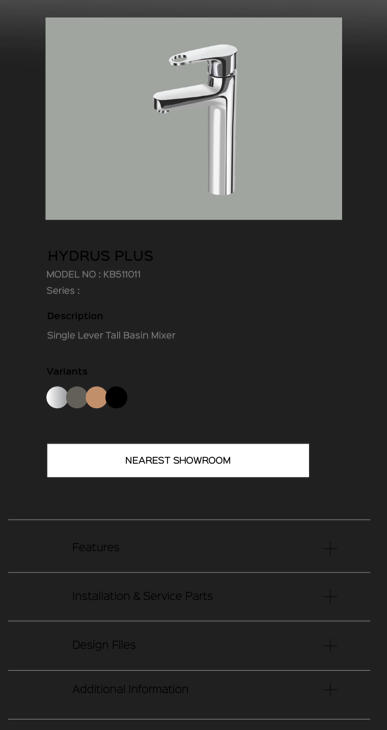 HYDRUS PLUS
MODEL NO : KB511011
Series :
Description
Single Lever Tall Basin Mixer
Variants
NEAREST SHOWROOM
Features
Installation & Service Parts
Design Files
Additional Information